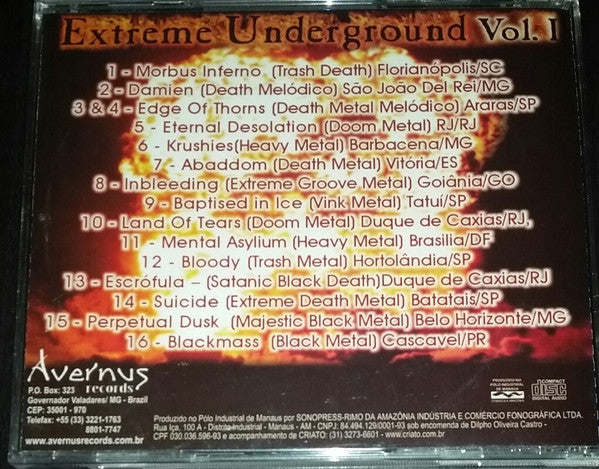 Extreme Underground Vol. I
1 - Morbus Inferno (Trash Death) Florianópolis/SC
2 - Damien (Death Melódico) São João Del Rei/MG
3 & 4 - Edge Of Thorns (Death Metal Melódico) Araras/SP
5 - Eternal Desolation (Doom Metal) RJ/RJ
6 - Krushies(Heavy Metal) Barbacena/MG
7 - Abaddom (Death Metal) Vitória/ES
8 - Inbleeding (Extreme Groove Metal) Goiânia/GO
9 - Baptised in Ice (Vink Metal) Tatuí/SP
10 - Land Of Tears (Doom Metal) Duque de Caxias/RJ,
11 - Mental Asylium (Heavy Metal) Brasilia/DF
12 - Bloody (Trash Metal) Hortolândia/SP
13 - Escrófula – (Satanic Black Death)Duque de Caxias/RJ
14 - Suicide (Extreme Death Metal) Batatais/SP
15 - Perpetual Dusk (Majestic Black Metal) Belo Horizonte/MG
16 - Blackmass (Black Metal) Cascavel/PR
Avernus
records
P.O. Box: 323
Governador Valadares/ MG - Brazil
CEP: 35001 - 970
Telefax: +55 (33) 3221-1763
8801-7747
www.avernusrecords.com.br
PRODUZIDO NO
PÓLO INDUSTRIAL
DE MANAUS
COMPACT
disc
DIGITAL AUDIO
Produzido no Pólo Industrial de Manaus por SONOPRESS-RIMO DA AMAZÔNIA INDÚSTRIA E COMÉRCIO FONOGRÁFICA LTDA.
Rua Iça, 100 A - Distrito Industrial - Manaus - AM - CNPJ: 84.494.129/0001-93 sob encomenda de Dilpho Oliveira Castro -
CPF 030.036.596-93 e acompanhamento de CRIATO: (31) 3273-6601 - www.criato.com.br